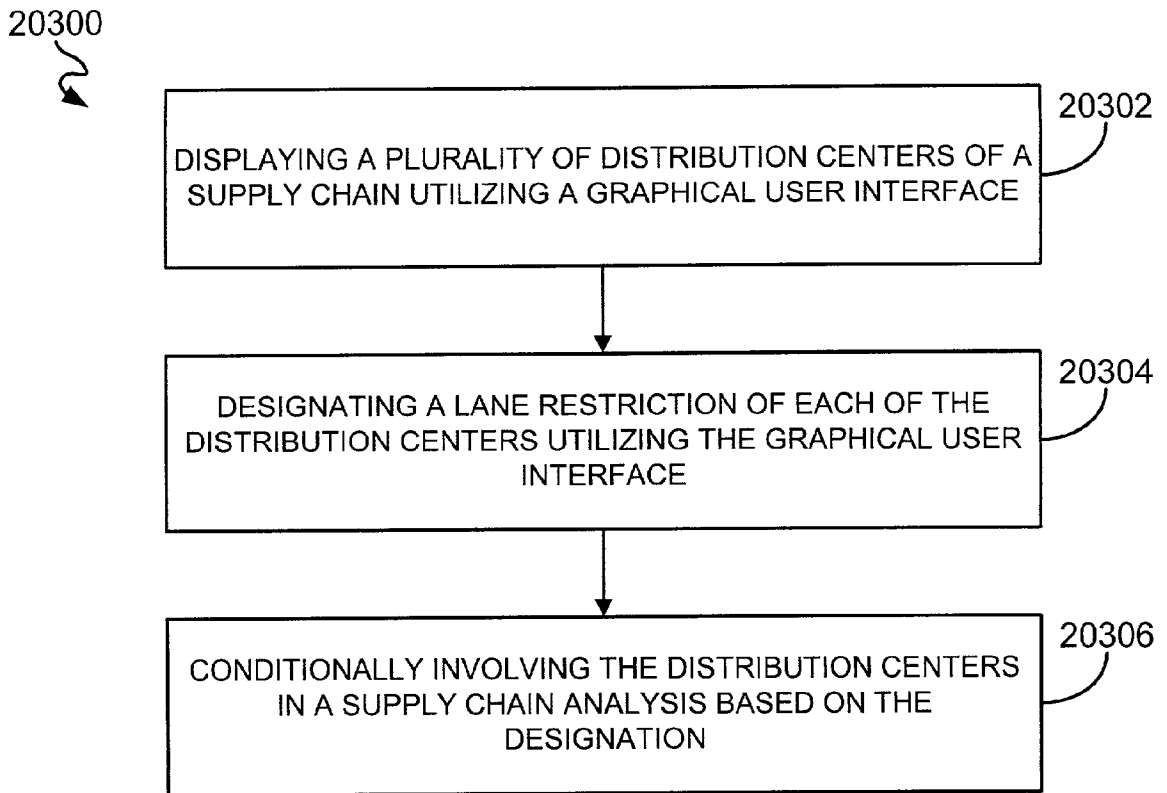 20300
20302
DISPLAYING A PLURALITY OF DISTRIBUTION CENTERS OF A
SUPPLY CHAIN UTILIZING A GRAPHICAL USER INTERFACE
20304
DESIGNATING A LANE RESTRICTION OF EACH OF THE
DISTRIBUTION CENTERS UTILIZING THE GRAPHICAL USER
INTERFACE
20306
CONDITIONALLY INVOLVING THE DISTRIBUTION CENTERS
IN A SUPPLY CHAIN ANALYSIS BASED ON THE
DESIGNATION